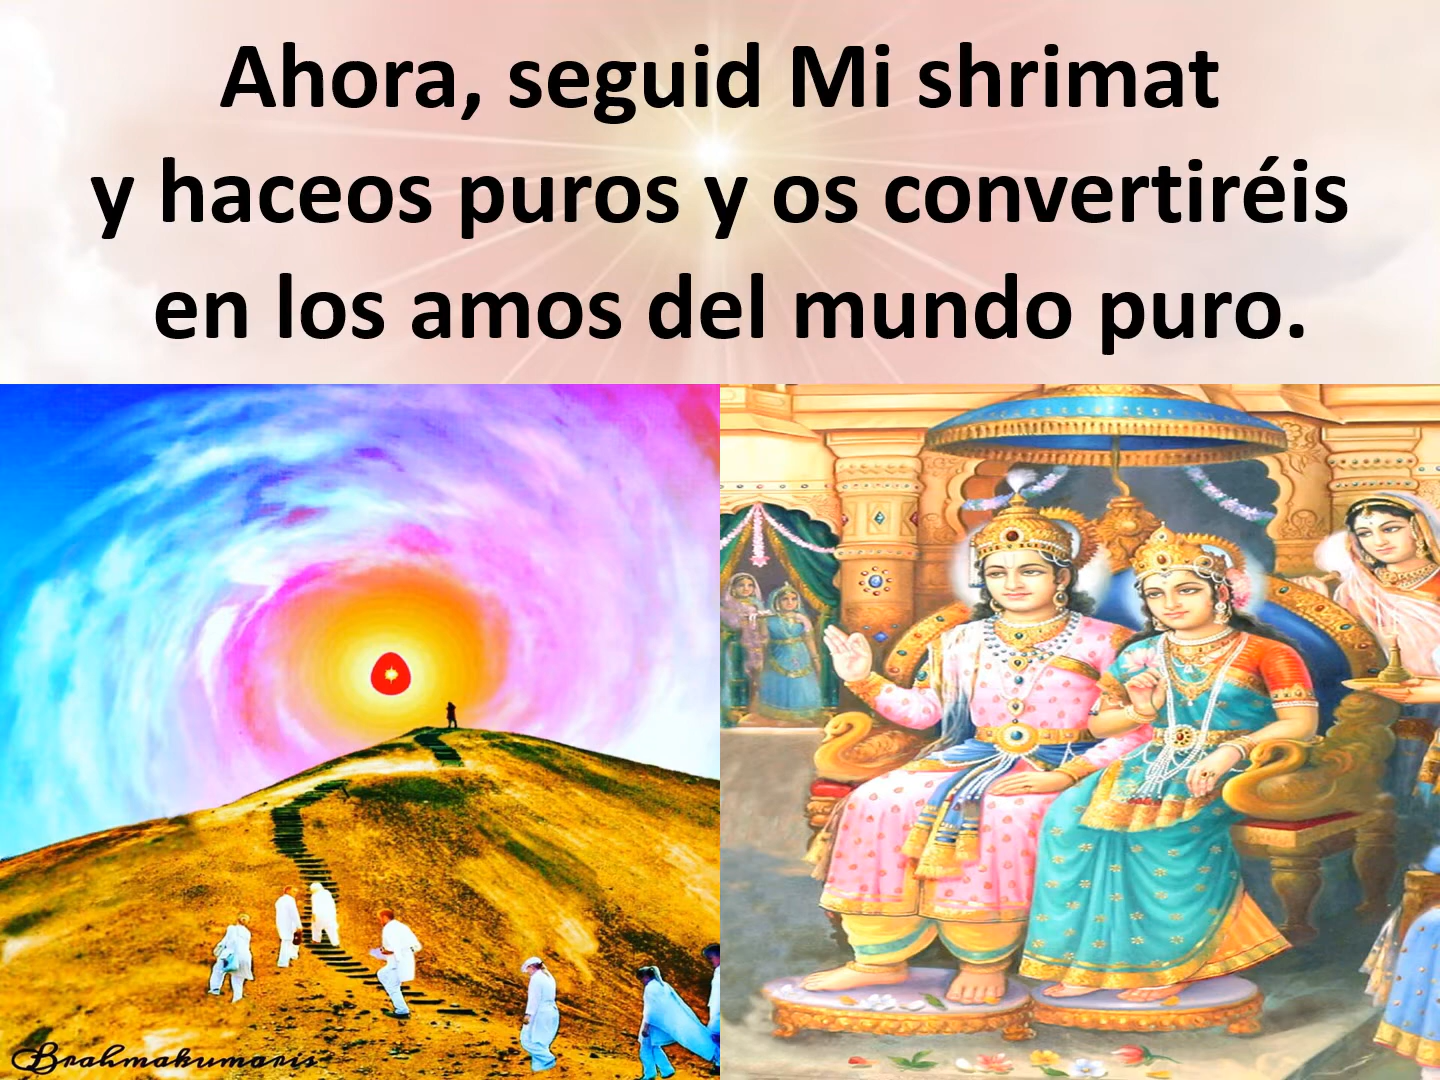 Ahora, seguid Mi shrimat
y haceos puros y os convertiréis
en los amos del mundo puro.
Brahmakumaris